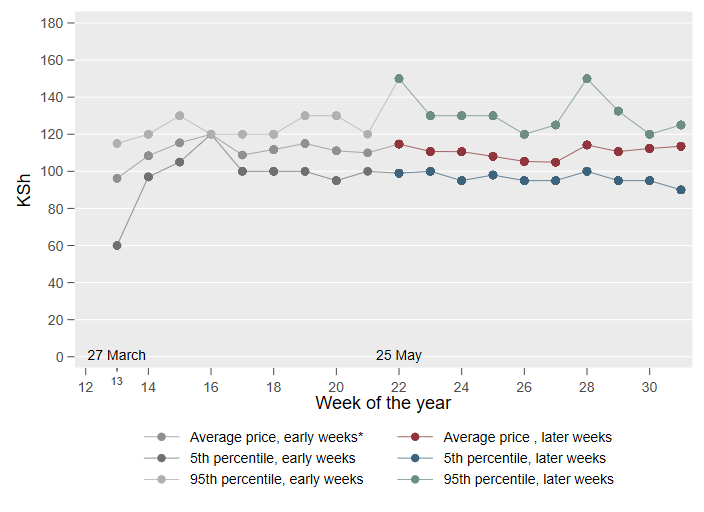 180
160
140
120
100
80
60
40
20
0
KSh
27 March
25 May
12
13
14
16
18
20
22
24
26
28
30
Week of the year
Average price, early weeks*
Average price , later weeks
5th percentile, early weeks
5th percentile, later weeks
95th percentile, early weeks
95th percentile, later weeks